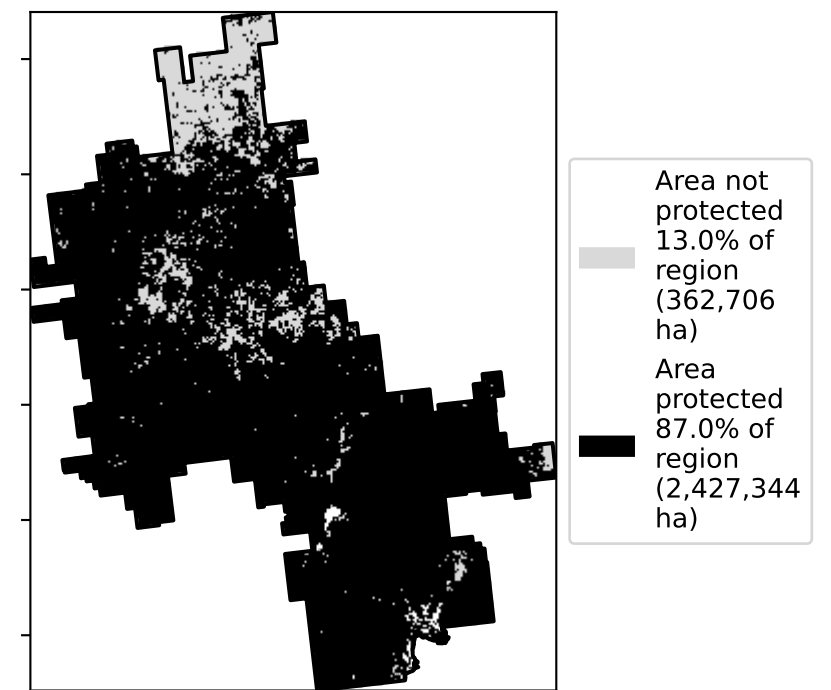 Area not
protected
13.0% of
region
(362,706
ha)
Area
protected
87.0% of
region
(2,427,344
ha)